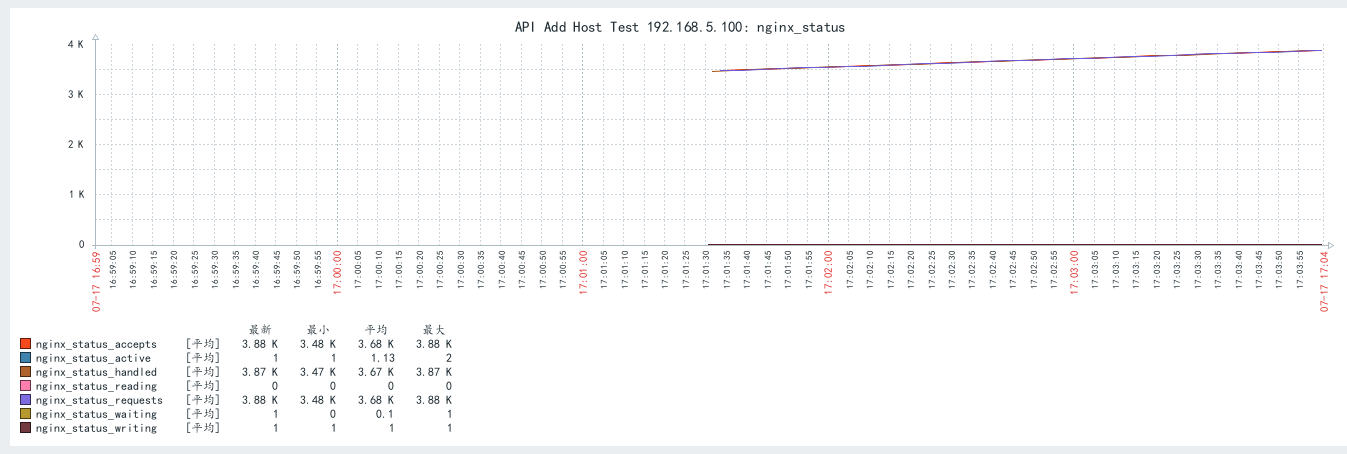 API Add Host Test 192.168.5.100: nginx_status
4 K
3 K
2 K
1 K
0
07-17 16:59 16:59:05 16:59:10 16:59:15 16:59:20 16:59:25 16:59:30 16:59:35 16:59:40 16:59:45 16:59:50 16:59:55 17:00:00 17:00:05 17:00:10 17:00:15 17:00:20 17:00:25 17:00:30 17:00:35 17:00:40 17:00:45 17:00:50 17:00:55 17:01:00 17:01:05 17:01:10 17:01:15 17:01:20 17:01:25 17:01:30 17:01:35 17:01:40 17:01:45 17:01:50 17:01:55 17:02:00 17:02:05 17:02:10 17:02:15 17:02:20 17:02:25 17:02:30 17:02:35 17:02:40 17:02:45 17:02:50 17:02:55 17:03:00 17:03:05 17:03:10 17:03:15 17:03:20 17:03:25 17:03:30 17:03:35 17:03:40 17:03:45 17:03:50 17:03:55 07-17 17:04
最新 最小 平均 最大
nginx_status_accepts [平均] 3.88 K 3.48 K 3.68 K 3.88 K
nginx_status_active [平均] 1 1 1.13 2
nginx_status_handled [平均] 3.87 K 3.47 K 3.67 K 3.87 K
nginx_status_reading [平均] 0 0 0 0
nginx_status_requests [平均] 3.88 K 3.48 K 3.68 K 3.88 K
nginx_status_waiting [平均] 1 0 0.1 1
nginx_status_writing [平均] 1 1 1 1